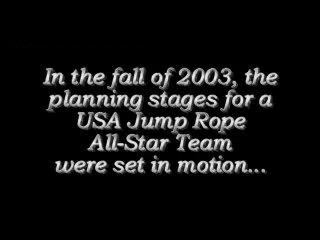 In the fall of 2003, the
planning stages for a
USA Jump Rope
All-Star Team
were set in motion...